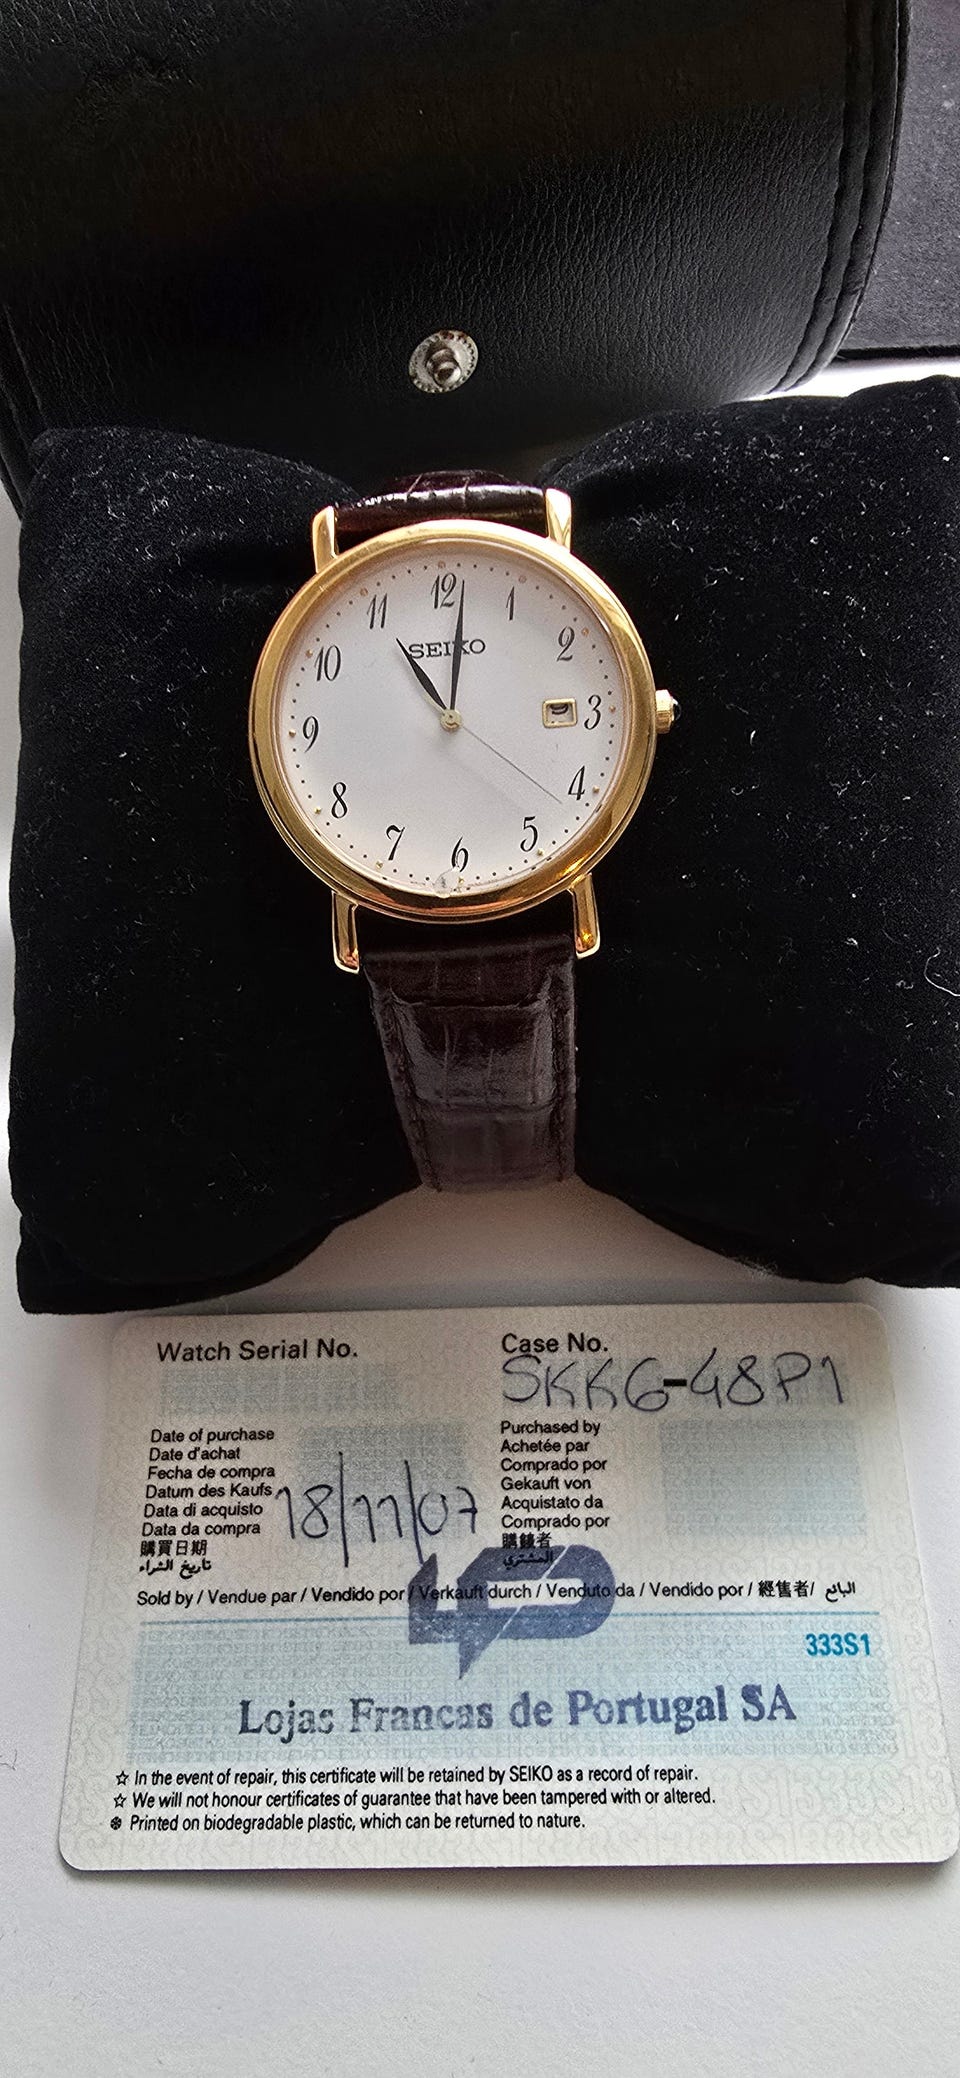 12
11
1
10
2
SEIKO
9
3
8
4
7
5
6
Watch Serial No.
Case No.
SKK6-48P1
Date of purchase
Date d'achat
Fecha de compra
Datum des Kaufs
Data di acquisto
Data da compra
購買日期
تاريخ الشراء
18/11/07
Purchased by
Achetée par
Comprado por
Gekauft von
Acquistato da
Comprado por
المشتري
Sold by / Vendue par / Vendido por / Verkauft durch / Venduto da / Vendido por / 經售者/ البائع
333S1
Lojas Francas de Portugal SA
☆ In the event of repair, this certificate will be retained by SEIKO as a record of repair.
☆ We will not honour certificates of guarantee that have been tampered with or altered.
❆ Printed on biodegradable plastic, which can be returned to nature.